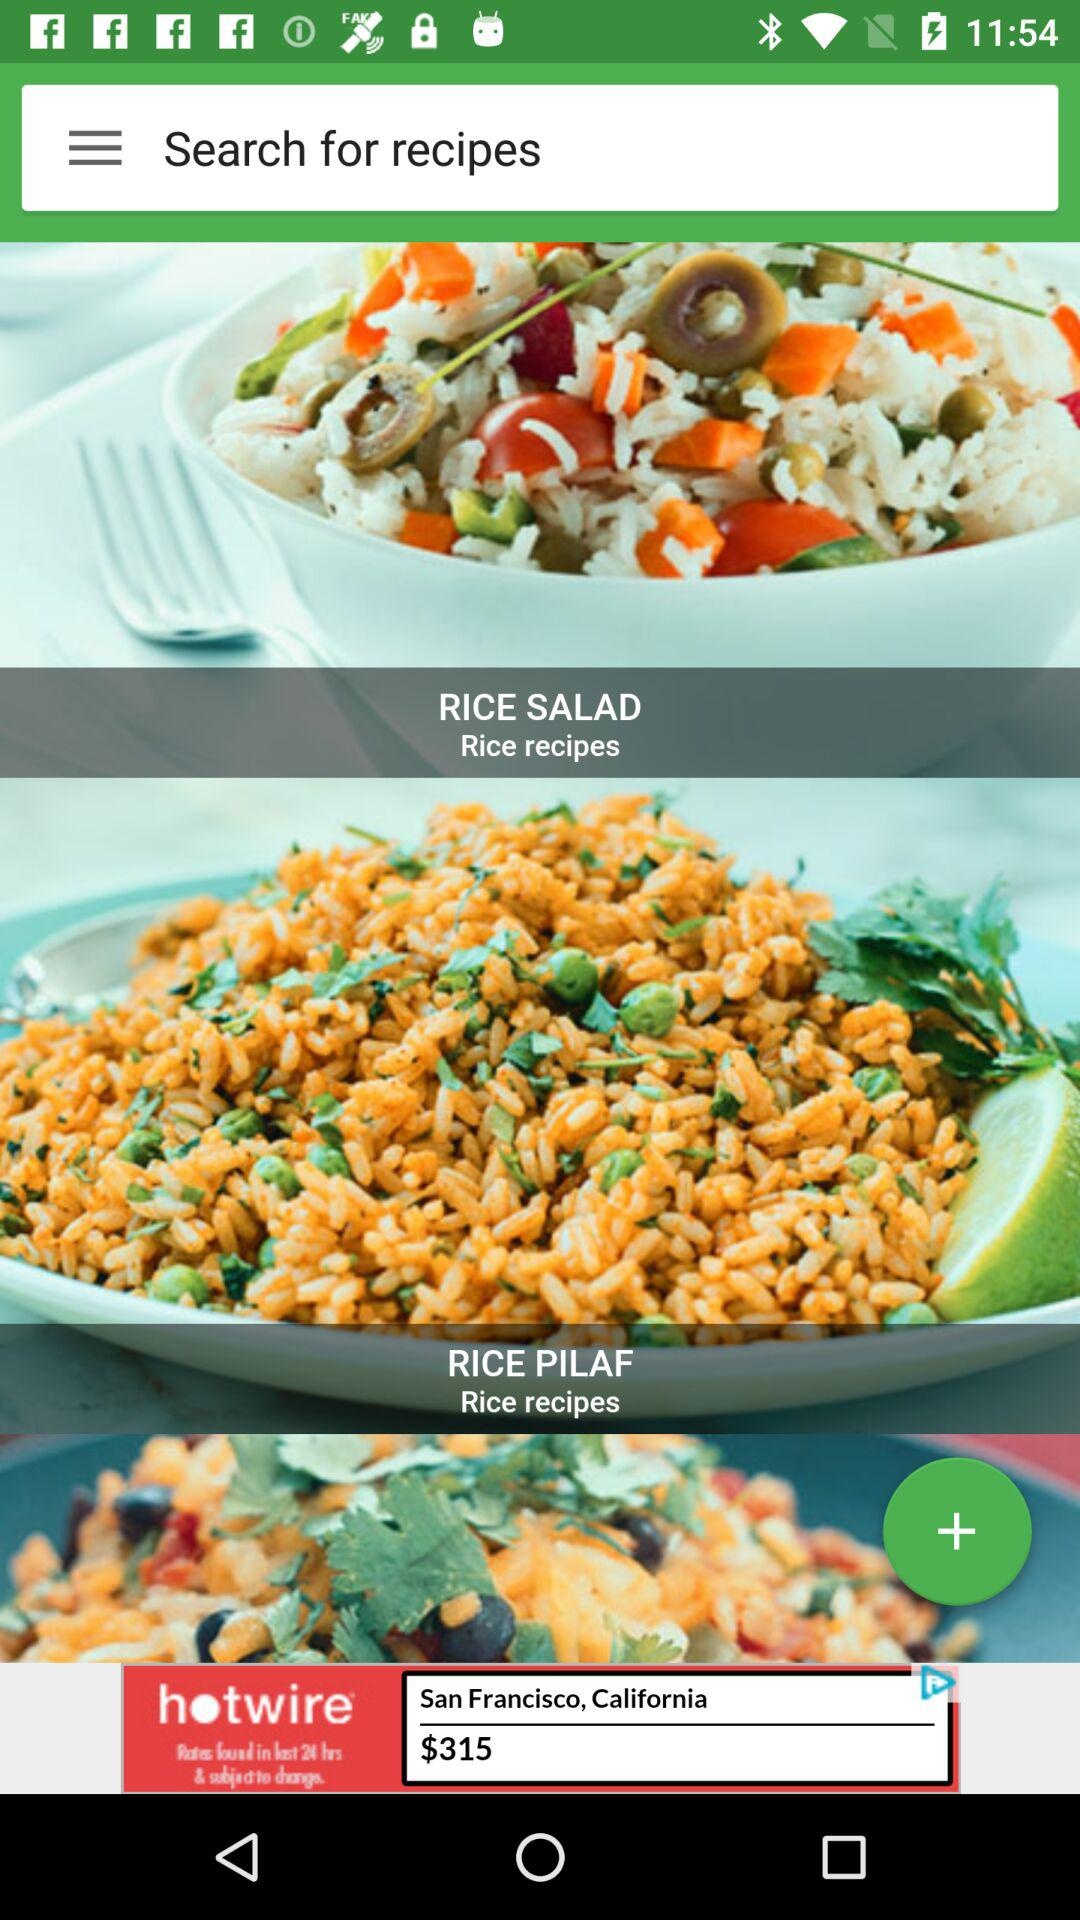 FAKE
11:54
Search for recipes
RICE SALAD
Rice recipes
RICE PILAF
Rice recipes
hotwire
Rates found in last 24 hrs
& subject to change.
San Francisco, California
$315